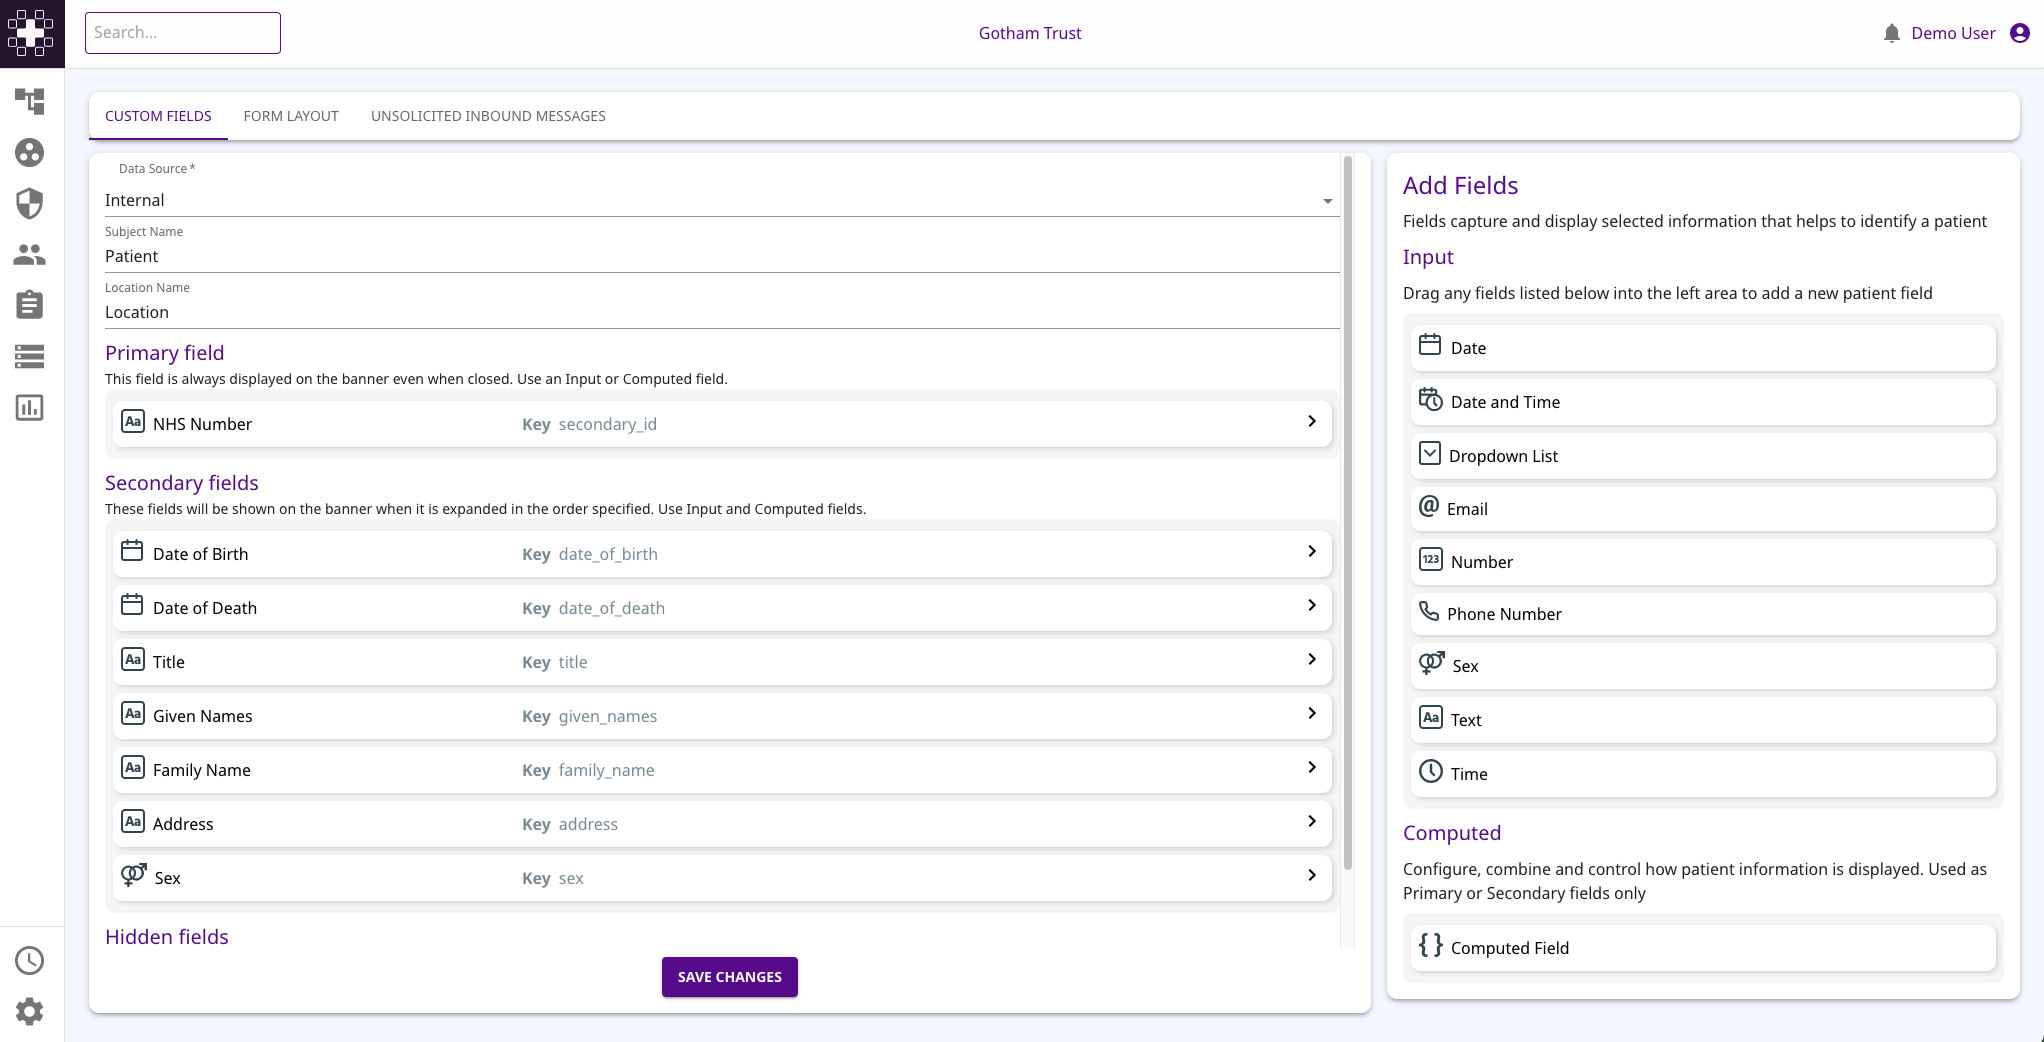 Search...
Gotham Trust
Demo User
CUSTOM FIELDS
FORM LAYOUT
UNSOLICITED INBOUND MESSAGES
Data Source *
Internal
Subject Name
Patient
Location Name
Location
Primary field
This field is always displayed on the banner even when closed. Use an Input or Computed field.
Aa NHS Number Key secondary_id
Secondary fields
These fields will be shown on the banner when it is expanded in the order specified. Use Input and Computed fields.
Date of Birth Key date_of_birth
Date of Death Key date_of_death
Aa Title Key title
Aa Given Names Key given_names
Aa Family Name Key family_name
Aa Address Key address
Sex Key sex
Hidden fields
SAVE CHANGES
Add Fields
Fields capture and display selected information that helps to identify a patient
Input
Drag any fields listed below into the left area to add a new patient field
Date
Date and Time
Dropdown List
@ Email
123 Number
Phone Number
Sex
Aa Text
Time
Computed
Configure, combine and control how patient information is displayed. Used as
Primary or Secondary fields only
{ } Computed Field